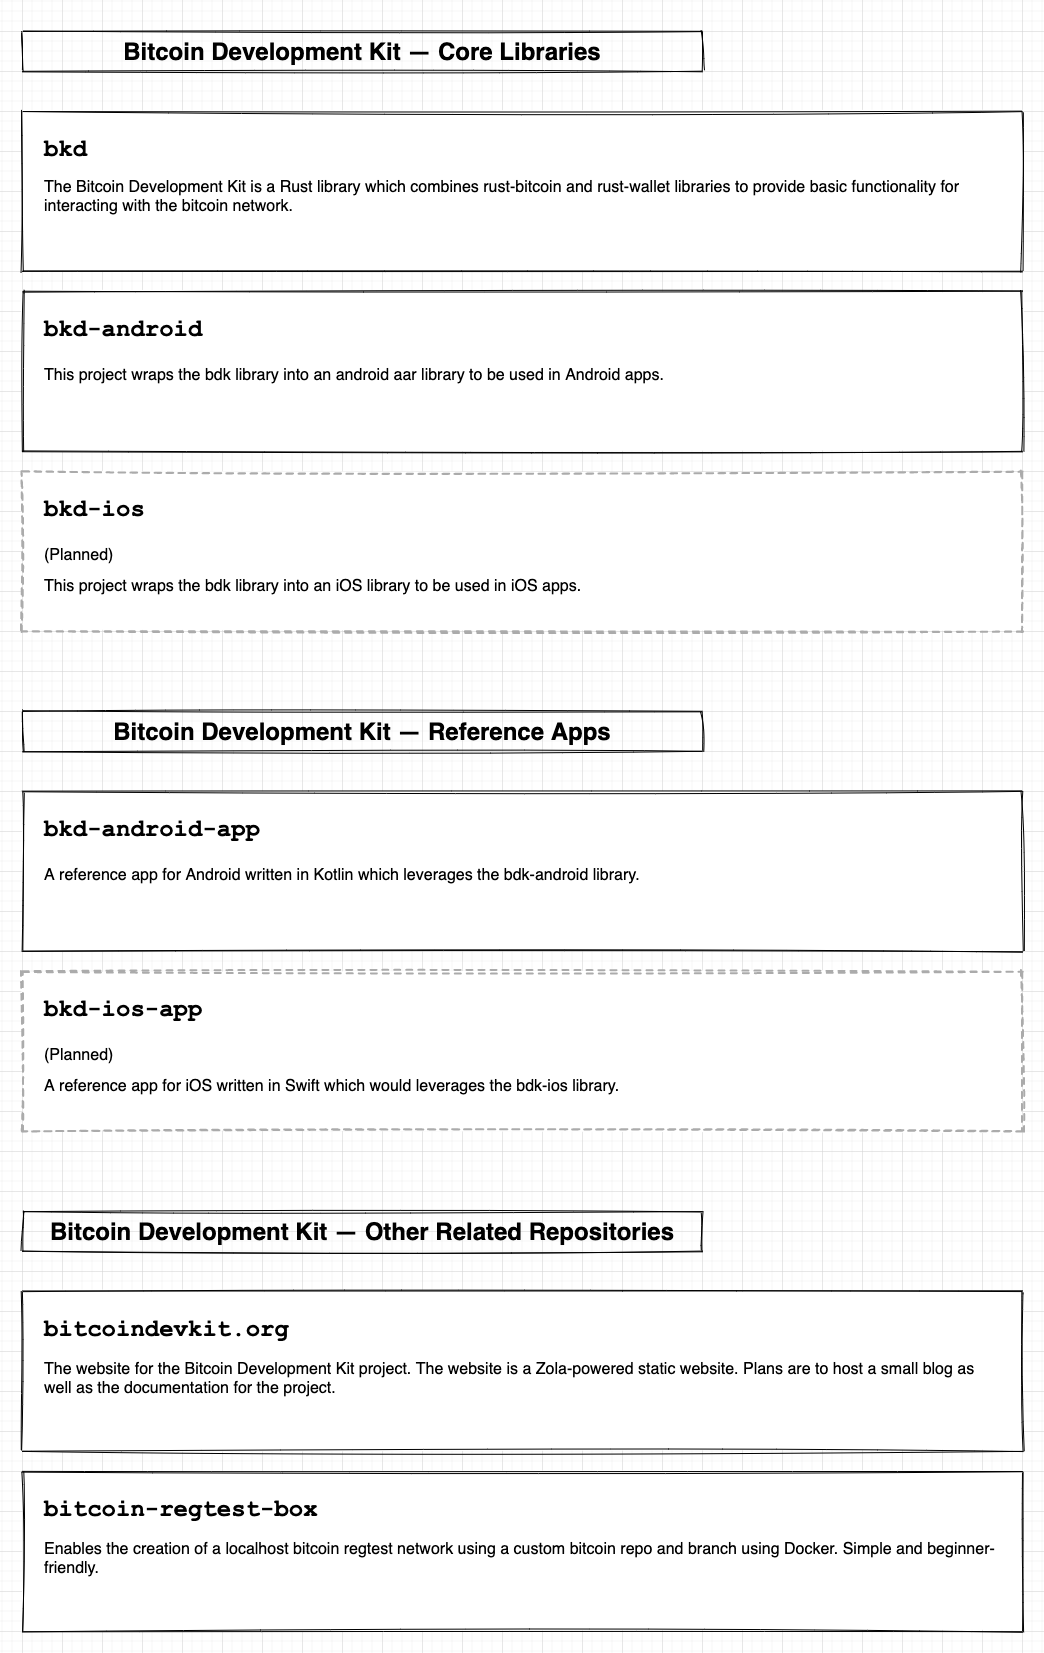 Bitcoin Development Kit — Core Libraries
bkd
The Bitcoin Development Kit is a Rust library which combines rust-bitcoin and rust-wallet libraries to provide basic functionality for
interacting with the bitcoin network.
bkd-android
This project wraps the bdk library into an android aar library to be used in Android apps.
bkd-ios
(Planned)
This project wraps the bdk library into an iOS library to be used in iOS apps.
Bitcoin Development Kit — Reference Apps
bkd-android-app
A reference app for Android written in Kotlin which leverages the bdk-android library.
bkd-ios-app
(Planned)
A reference app for iOS written in Swift which would leverages the bdk-ios library.
Bitcoin Development Kit — Other Related Repositories
bitcoindevkit.org
The website for the Bitcoin Development Kit project. The website is a Zola-powered static website. Plans are to host a small blog as
well as the documentation for the project.
bitcoin-regtest-box
Enables the creation of a localhost bitcoin regtest network using a custom bitcoin repo and branch using Docker. Simple and beginner-
friendly.